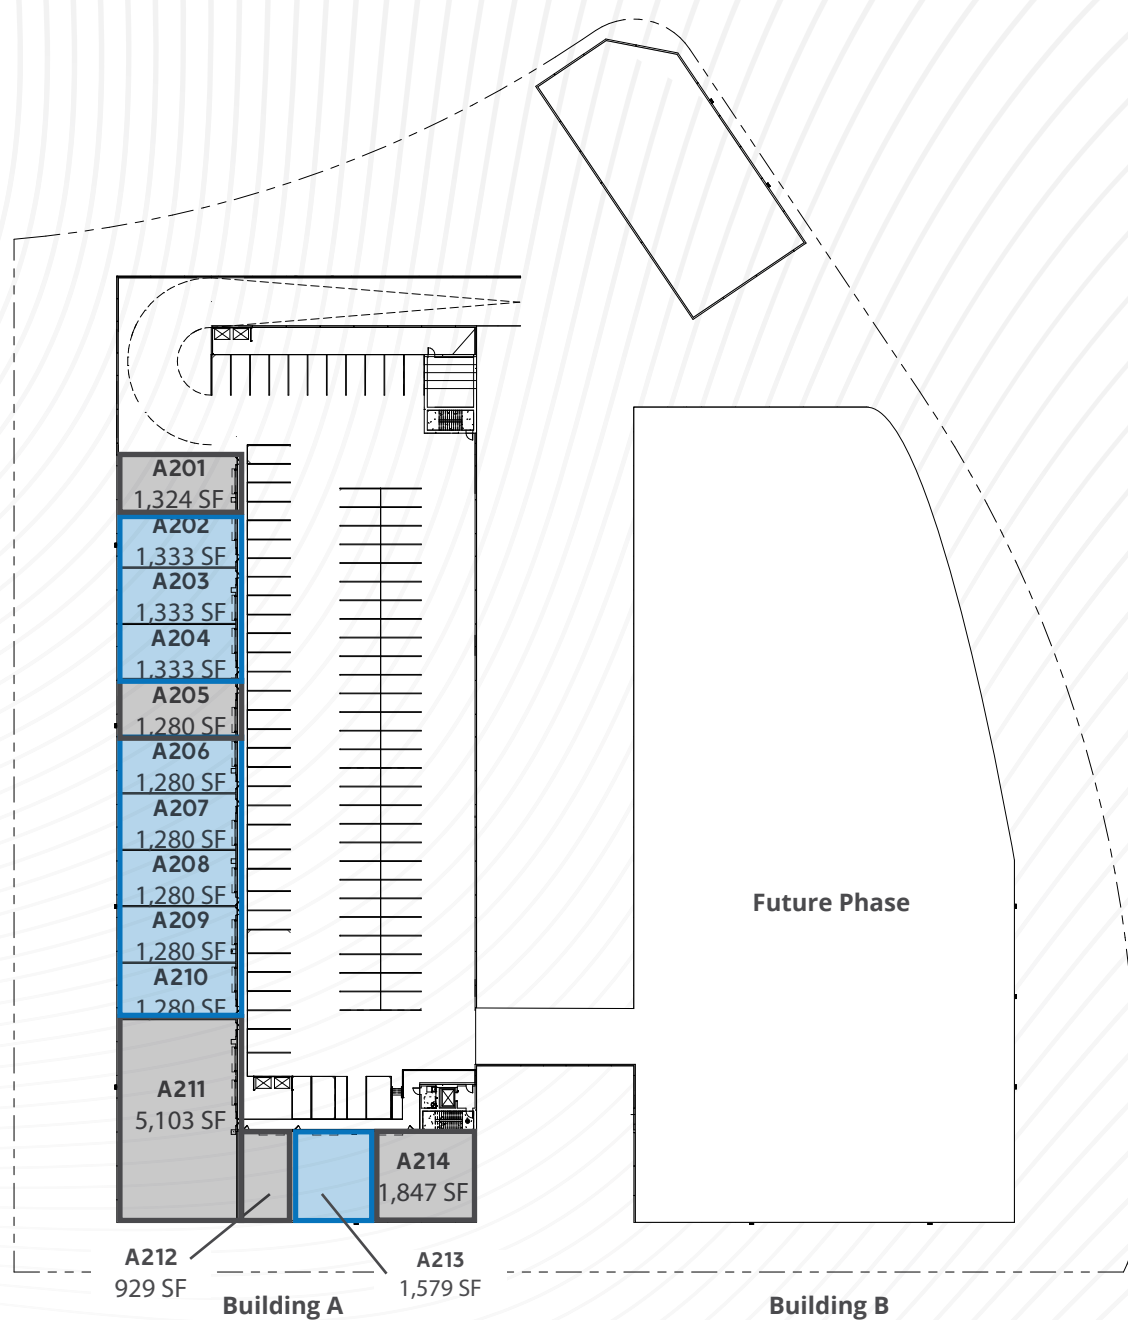 A201
1,324 SF
A202
1,333 SF
A203
1,333 SF
A204
1,333 SF
A205
1,280 SF
A206
1,280 SF
A207
1,280 SF
A208
1,280 SF
A209
1,280 SF
A210
1,280 SF
A211
5,103 SF
A214
1,847 SF
A212
929 SF
A213
1,579 SF
Future Phase
Building A
Building B